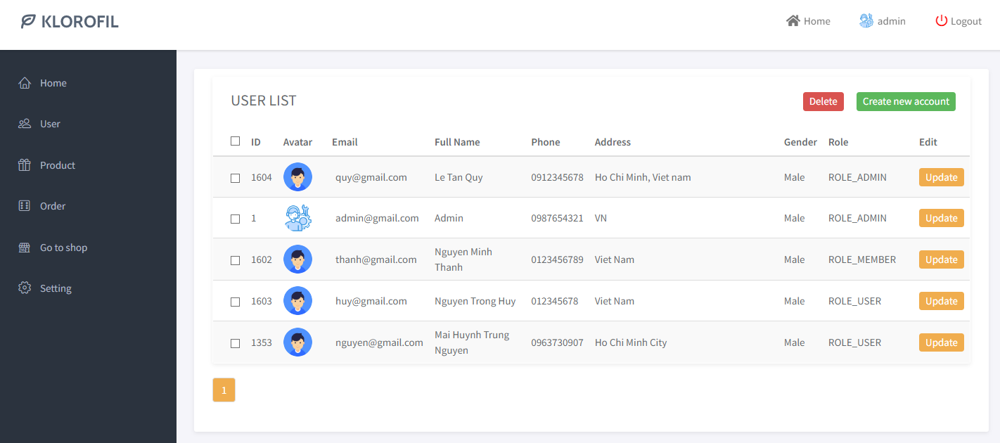 KLOROFIL
Home admin Logout
Home
User
Product
Order
Go to shop
Setting
USER LIST
Delete Create new account
ID Avatar Email Full Name Phone Address Gender Role Edit
1604 quy@gmail.com Le Tan Quy 0912345678 Ho Chi Minh, Viet nam Male ROLE_ADMIN Update
1 admin@gmail.com Admin 0987654321 VN Male ROLE_ADMIN Update
1602 thanh@gmail.com Nguyen Minh
Thanh 0123456789 Viet Nam Male ROLE_MEMBER Update
1603 huy@gmail.com Nguyen Trong Huy 012345678 Viet Nam Male ROLE_USER Update
1353 nguyen@gmail.com Mai Huynh Trung
Nguyen 0963730907 Ho Chi Minh City Male ROLE_USER Update
1